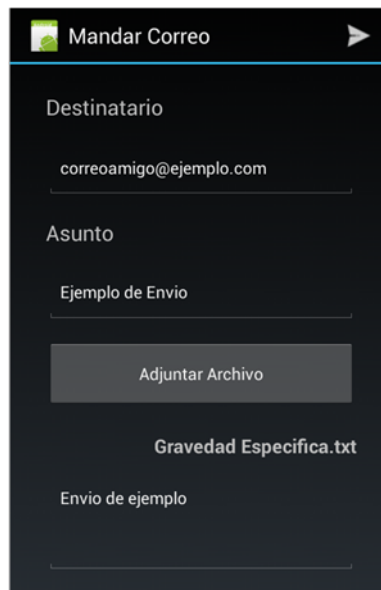 Mandar Correo
Destinatario
correoamigo@ejemplo.com
Asunto
Ejemplo de Envio
Adjuntar Archivo
Gravedad Especifica.txt
Envio de ejemplo